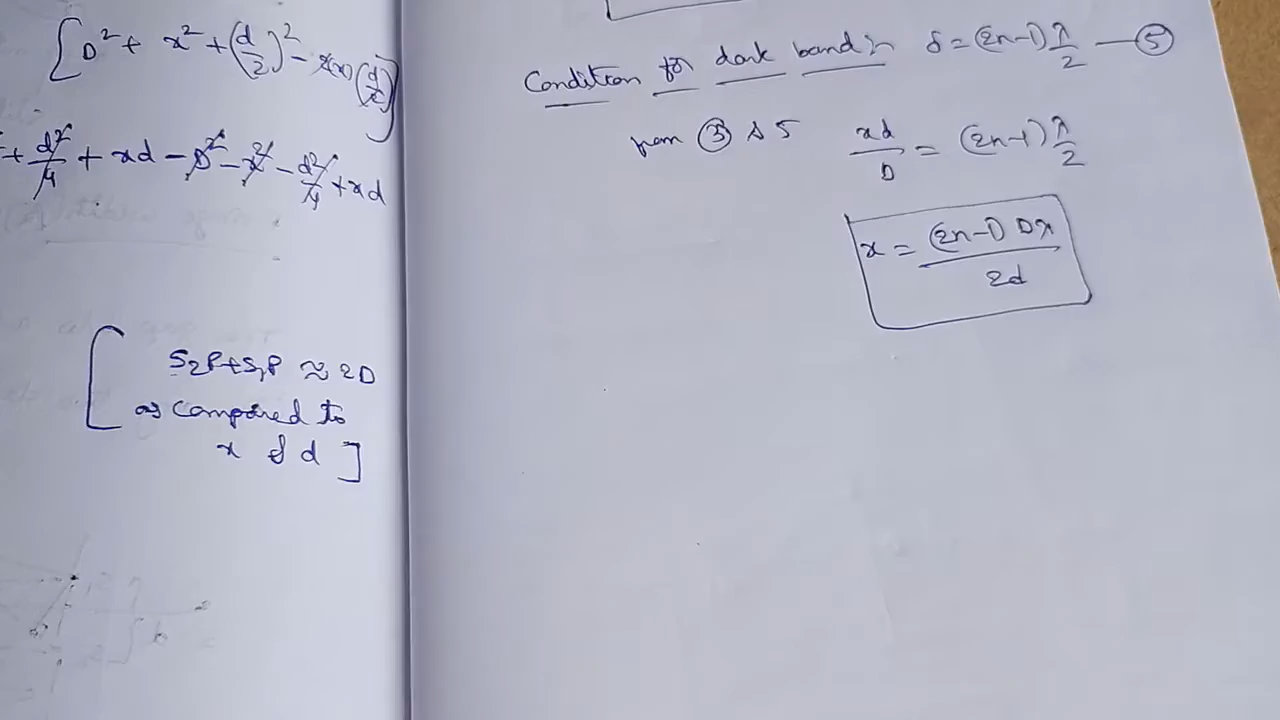 [D² + x² + (d/2)² - 2(x)(d/2)]
+ d²/4 + xd - D² - x² - d²/4 + xd
[ S₂P+S₁P ≈ 2D
as compared to
x & d ]
Condition for dark band :- δ = (2n-1) λ/2 — ⑤
from ③ & 5 xd/D = (2n-1) λ/2
x = (2n-1) Dλ / 2d